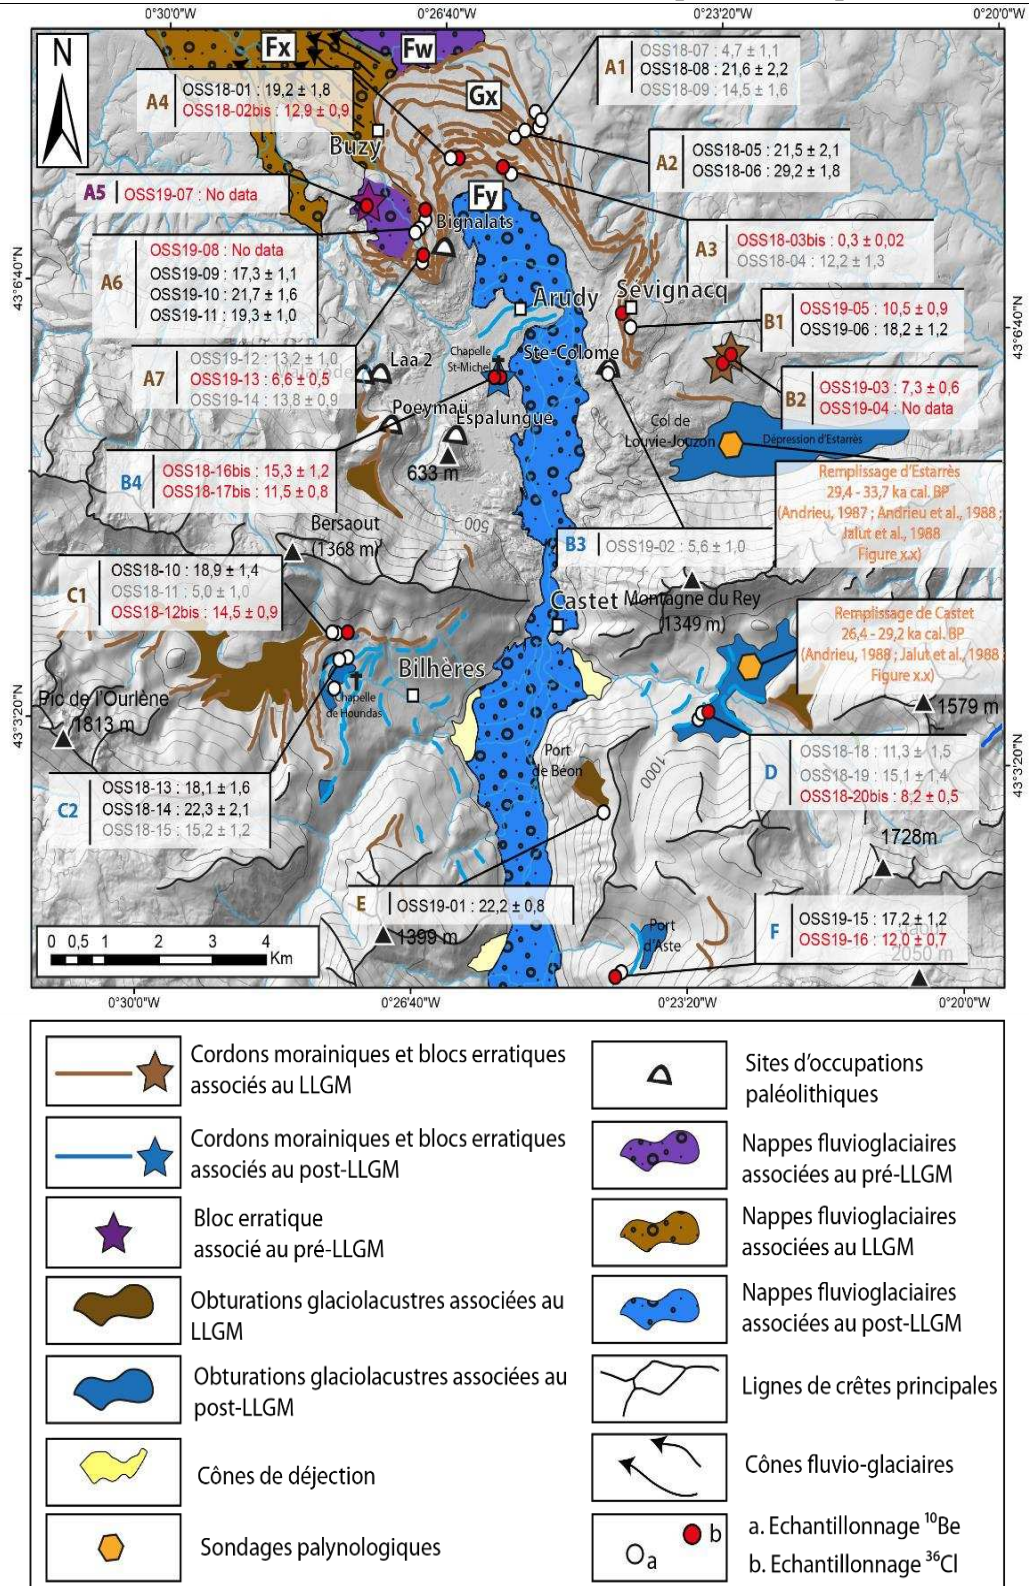 0°30'0"W 0°26'40"W 0°23'20"W 0°20'0"W
N
Fx
Fw
Gx
Fy
A1
OSS18-07 : 4,7 ± 1,1
OSS18-08 : 21,6 ± 2,2
OSS18-09 : 14,5 ± 1,6
A4
OSS18-01 : 19,2 ± 1,8
OSS18-02bis : 12,9 ± 0,9
Buzy
A2
OSS18-05 : 21,5 ± 2,1
OSS18-06 : 29,2 ± 1,8
A5
OSS19-07 : No data
Bignalats
A3
OSS18-03bis : 0,3 ± 0,02
OSS18-04 : 12,2 ± 1,3
A6
OSS19-08 : No data
OSS19-09 : 17,3 ± 1,1
OSS19-10 : 21,7 ± 1,6
OSS19-11 : 19,3 ± 1,0
43°6'40"N
43°6'40"N
Arudy
Sévignacq
B1
OSS19-05 : 10,5 ± 0,9
OSS19-06 : 18,2 ± 1,2
A7
OSS19-12 : 13,2 ± 1,0
OSS19-13 : 6,6 ± 0,5
OSS19-14 : 13,8 ± 0,9
Laa 2
Chapelle
St-Michel
Ste-Colome
B2
OSS19-03 : 7,3 ± 0,6
OSS19-04 : No data
Poeymaü
Espalungue
633 m
Col de
Louvie-Jouzon
Dépression d'Estarrès
B4
OSS18-16bis : 15,3 ± 1,2
OSS18-17bis : 11,5 ± 0,8
Remplissage d'Estarrès
29,4 - 33,7 ka cal. BP
(Andrieu, 1987 ; Andrieu et al., 1988 ;
Jalut et al., 1988
Figure x.x)
500
Bersaout
(1368 m)
B3
OSS19-02 : 5,6 ± 1,0
C1
OSS18-10 : 18,9 ± 1,4
OSS18-11 : 5,0 ± 1,0
OSS18-12bis : 14,5 ± 0,9
Castet
Montagne du Rey
(1349 m)
Remplissage de Castet
26,4 - 29,2 ka cal. BP
(Andrieu, 1988 ; Jalut et al., 1988
Figure x.x)
Bilhères
Chapelle
de Houndas
Pic de l'Ourlène
1813 m
1579 m
43°3'20"N
43°3'20"N
Port
de Béon
1000
D
OSS18-18 : 11,3 ± 1,5
OSS18-19 : 15,1 ± 1,4
OSS18-20bis : 8,2 ± 0,5
C2
OSS18-13 : 18,1 ± 1,6
OSS18-14 : 22,3 ± 2,1
OSS18-15 : 15,2 ± 1,2
1728m
E
OSS19-01 : 22,2 ± 0,8
1399 m
Port
d'Aste
F
OSS19-15 : 17,2 ± 1,2
OSS19-16 : 12,0 ± 0,7
2050 m
0 0,5 1 2 3 4
Km
0°30'0"W 0°26'40"W 0°23'20"W 0°20'0"W
Cordons morainiques et blocs erratiques
associés au LLGM
Cordons morainiques et blocs erratiques
associés au post-LLGM
Bloc erratique
associé au pré-LLGM
Obturations glaciolacustres associées au
LLGM
Obturations glaciolacustres associées au
post-LLGM
Cônes de déjection
Sondages palynologiques
Sites d'occupations
paléolithiques
Nappes fluvioglaciaires
associées au pré-LLGM
Nappes fluvioglaciaires
associées au LLGM
Nappes fluvioglaciaires
associées au post-LLGM
Lignes de crêtes principales
Cônes fluvio-glaciaires
a
b
a. Echantillonnage ¹⁰Be
b. Echantillonnage ³⁶Cl